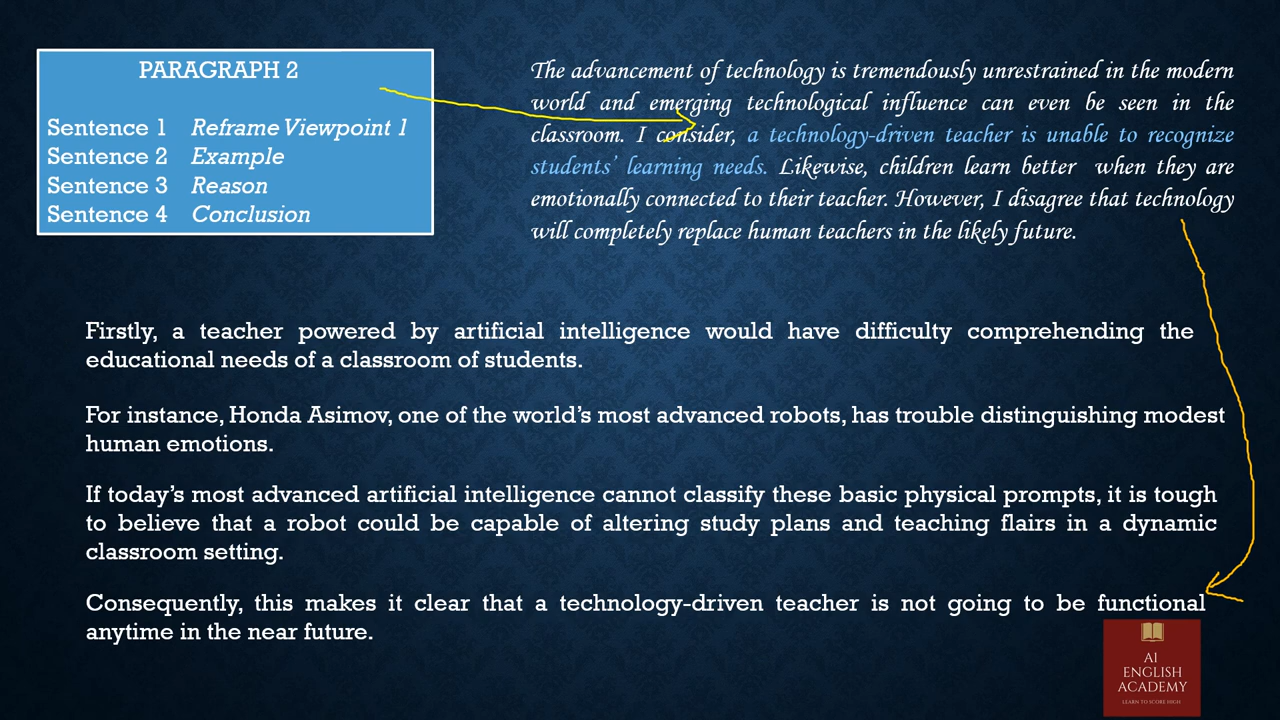 PARAGRAPH 2
Sentence 1 Reframe Viewpoint 1
Sentence 2 Example
Sentence 3 Reason
Sentence 4 Conclusion
The advancement of technology is tremendously unrestrained in the modern
world and emerging technological influence can even be seen in the
classroom. I consider, a technology-driven teacher is unable to recognize
students' learning needs. Likewise, children learn better when they are
emotionally connected to their teacher. However, I disagree that technology
will completely replace human teachers in the likely future.
Firstly, a teacher powered by artificial intelligence would have difficulty comprehending the
educational needs of a classroom of students.
For instance, Honda Asimov, one of the world's most advanced robots, has trouble distinguishing modest
human emotions.
If today's most advanced artificial intelligence cannot classify these basic physical prompts, it is tough
to believe that a robot could be capable of altering study plans and teaching flairs in a dynamic
classroom setting.
Consequently, this makes it clear that a technology-driven teacher is not going to be functional
anytime in the near future.
AI
ENGLISH
ACADEMY
LEARN TO SCORE HIGH